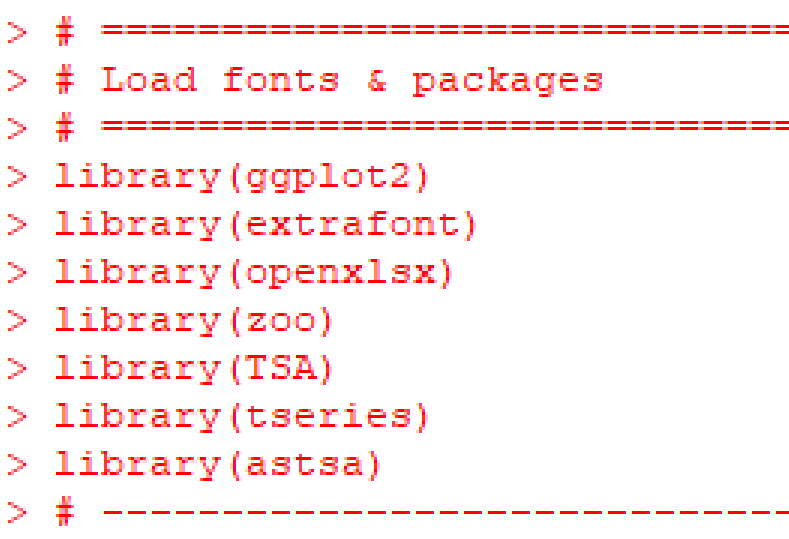 > # =============================
> # Load fonts & packages
> # =============================
> library(ggplot2)
> library(extrafont)
> library(openxlsx)
> library(zoo)
> library(TSA)
> library(tseries)
> library(astsa)
> # -----------------------------